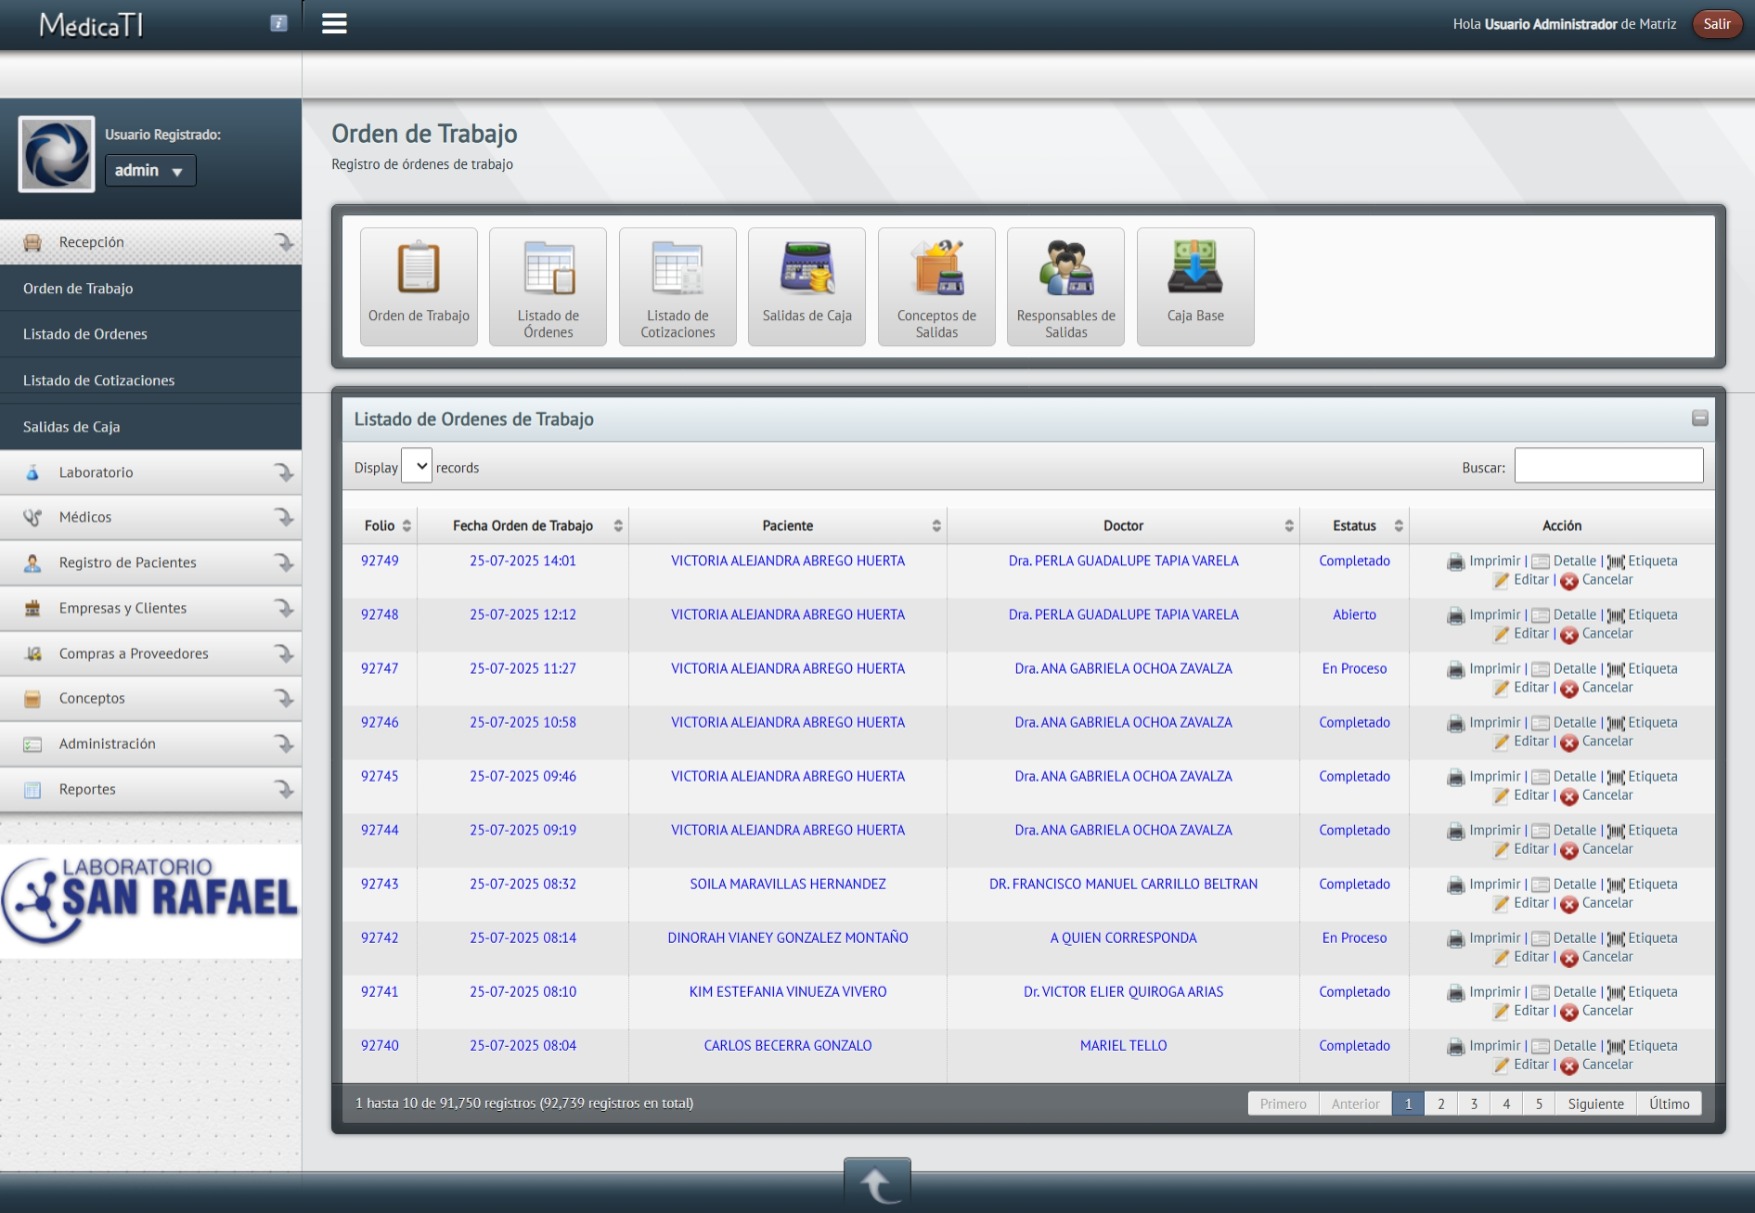 MédicaTI
Hola Usuario Administrador de Matriz
Salir
Usuario Registrado:
admin
Recepción
Orden de Trabajo
Listado de Ordenes
Listado de Cotizaciones
Salidas de Caja
Laboratorio
Médicos
Registro de Pacientes
Empresas y Clientes
Compras a Proveedores
Conceptos
Administración
Reportes
LABORATORIO
SAN RAFAEL
Orden de Trabajo
Registro de órdenes de trabajo
Orden de Trabajo
Listado de
Órdenes
Listado de
Cotizaciones
Salidas de Caja
Conceptos de
Salidas
Responsables de
Salidas
Caja Base
Listado de Ordenes de Trabajo
Display records
Buscar:
Folio Fecha Orden de Trabajo Paciente Doctor Estatus Acción
92749 25-07-2025 14:01 VICTORIA ALEJANDRA ABREGO HUERTA Dra. PERLA GUADALUPE TAPIA VARELA Completado Imprimir | Detalle | Etiqueta
Editar | Cancelar
92748 25-07-2025 12:12 VICTORIA ALEJANDRA ABREGO HUERTA Dra. PERLA GUADALUPE TAPIA VARELA Abierto Imprimir | Detalle | Etiqueta
Editar | Cancelar
92747 25-07-2025 11:27 VICTORIA ALEJANDRA ABREGO HUERTA Dra. ANA GABRIELA OCHOA ZAVALZA En Proceso Imprimir | Detalle | Etiqueta
Editar | Cancelar
92746 25-07-2025 10:58 VICTORIA ALEJANDRA ABREGO HUERTA Dra. ANA GABRIELA OCHOA ZAVALZA Completado Imprimir | Detalle | Etiqueta
Editar | Cancelar
92745 25-07-2025 09:46 VICTORIA ALEJANDRA ABREGO HUERTA Dra. ANA GABRIELA OCHOA ZAVALZA Completado Imprimir | Detalle | Etiqueta
Editar | Cancelar
92744 25-07-2025 09:19 VICTORIA ALEJANDRA ABREGO HUERTA Dra. ANA GABRIELA OCHOA ZAVALZA Completado Imprimir | Detalle | Etiqueta
Editar | Cancelar
92743 25-07-2025 08:32 SOILA MARAVILLAS HERNANDEZ DR. FRANCISCO MANUEL CARRILLO BELTRAN Completado Imprimir | Detalle | Etiqueta
Editar | Cancelar
92742 25-07-2025 08:14 DINORAH VIANEY GONZALEZ MONTAÑO A QUIEN CORRESPONDA En Proceso Imprimir | Detalle | Etiqueta
Editar | Cancelar
92741 25-07-2025 08:10 KIM ESTEFANIA VINUEZA VIVERO Dr. VICTOR ELIER QUIROGA ARIAS Completado Imprimir | Detalle | Etiqueta
Editar | Cancelar
92740 25-07-2025 08:04 CARLOS BECERRA GONZALO MARIEL TELLO Completado Imprimir | Detalle | Etiqueta
Editar | Cancelar
1 hasta 10 de 91,750 registros (92,739 registros en total)
Primero Anterior 1 2 3 4 5 Siguiente Último